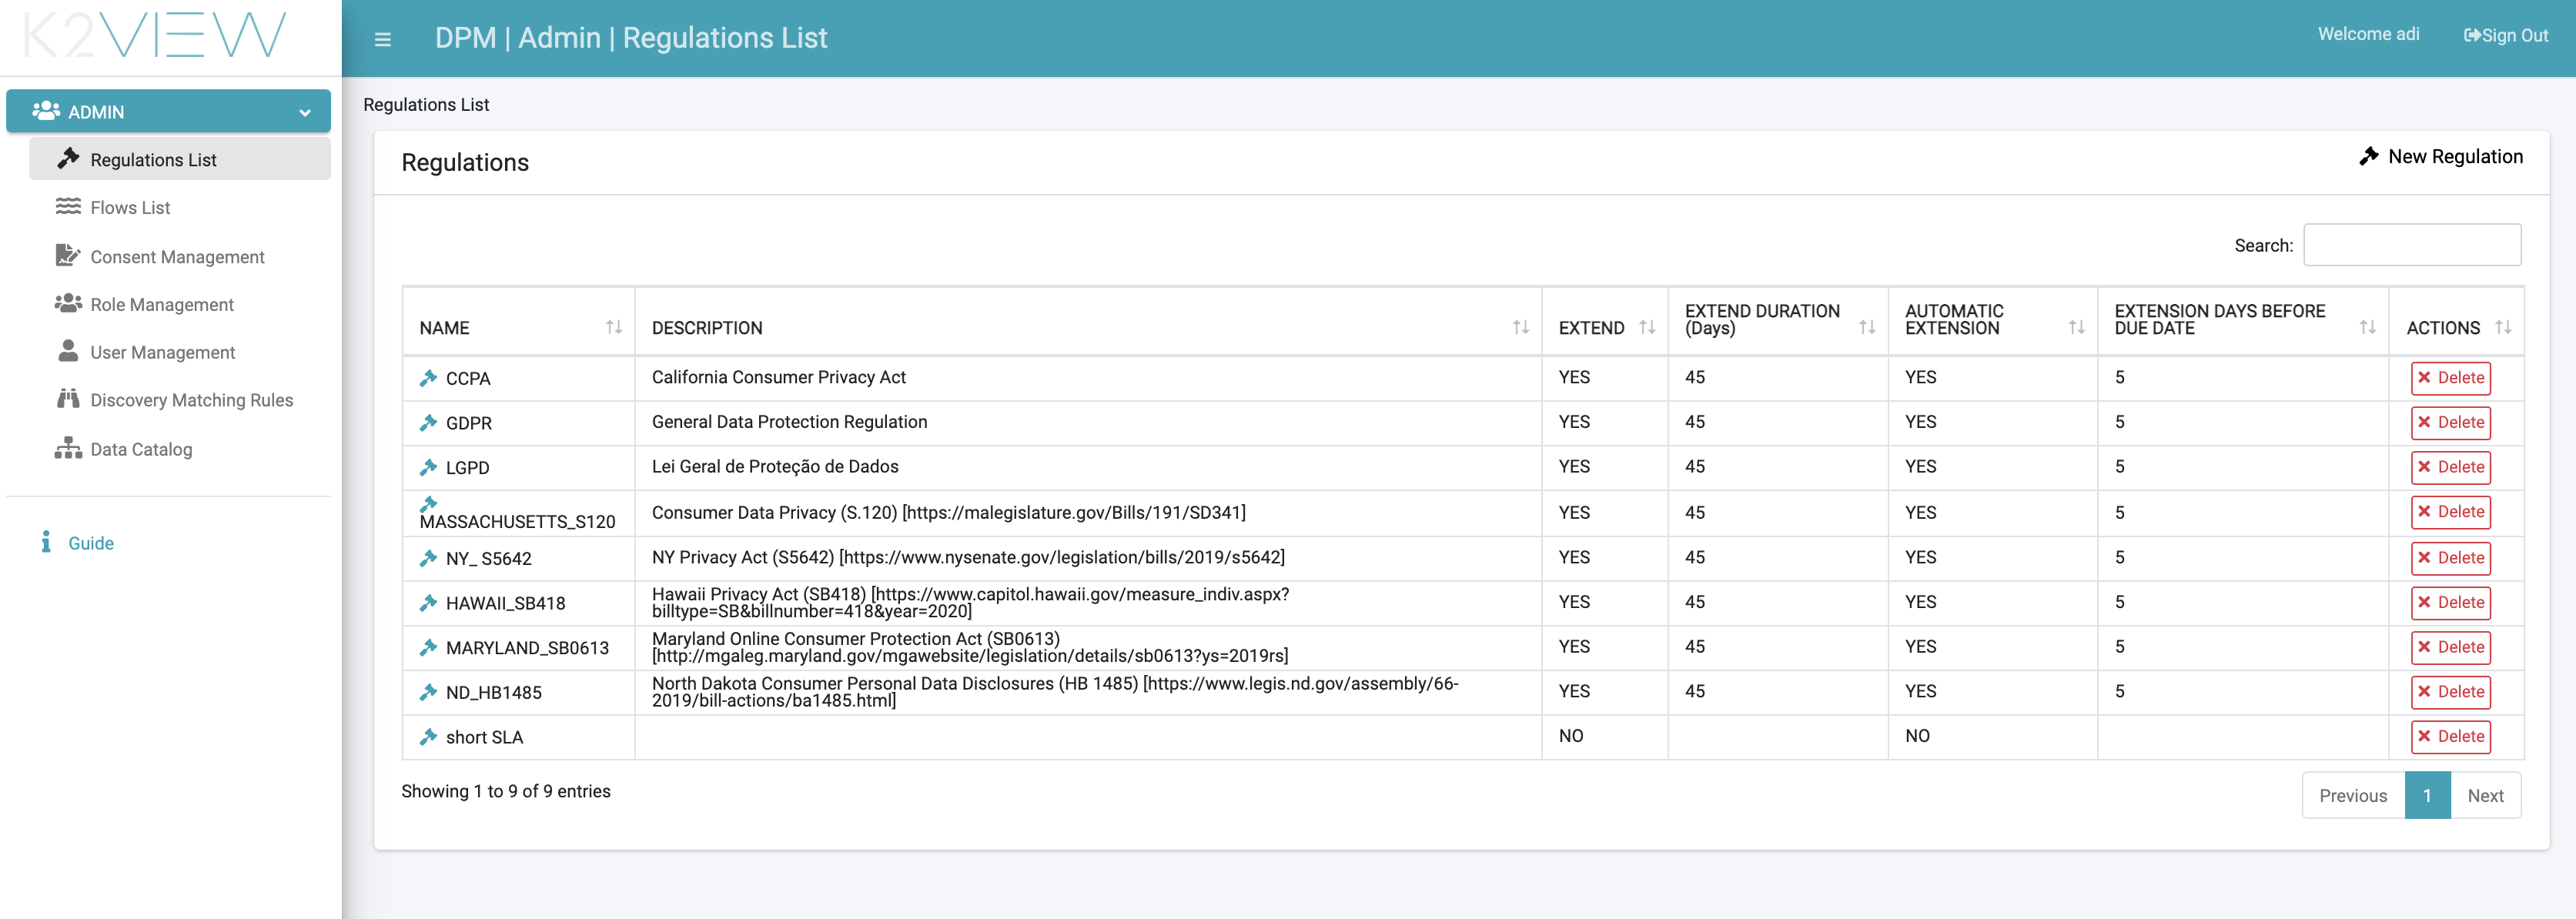 K2VIEW
DPM | Admin | Regulations List
Welcome adi
Sign Out
ADMIN
Regulations List
Flows List
Consent Management
Role Management
User Management
Discovery Matching Rules
Data Catalog
Guide
Regulations List
Regulations
New Regulation
Search:
NAME
DESCRIPTION
EXTEND
EXTEND DURATION
(Days)
AUTOMATIC
EXTENSION
EXTENSION DAYS BEFORE
DUE DATE
ACTIONS
CCPA
California Consumer Privacy Act
YES
45
YES
5
Delete
GDPR
General Data Protection Regulation
YES
45
YES
5
Delete
LGPD
Lei Geral de Proteção de Dados
YES
45
YES
5
Delete
MASSACHUSETTS_S120
Consumer Data Privacy (S.120) [https://malegislature.gov/Bills/191/SD341]
YES
45
YES
5
Delete
NY_ S5642
NY Privacy Act (S5642) [https://www.nysenate.gov/legislation/bills/2019/s5642]
YES
45
YES
5
Delete
HAWAII_SB418
Hawaii Privacy Act (SB418) [https://www.capitol.hawaii.gov/measure_indiv.aspx?
billtype=SB&billnumber=418&year=2020]
YES
45
YES
5
Delete
MARYLAND_SB0613
Maryland Online Consumer Protection Act (SB0613)
[http://mgaleg.maryland.gov/mgawebsite/legislation/details/sb0613?ys=2019rs]
YES
45
YES
5
Delete
ND_HB1485
North Dakota Consumer Personal Data Disclosures (HB 1485) [https://www.legis.nd.gov/assembly/66-
2019/bill-actions/ba1485.html]
YES
45
YES
5
Delete
short SLA
NO
NO
Delete
Showing 1 to 9 of 9 entries
Previous
1
Next